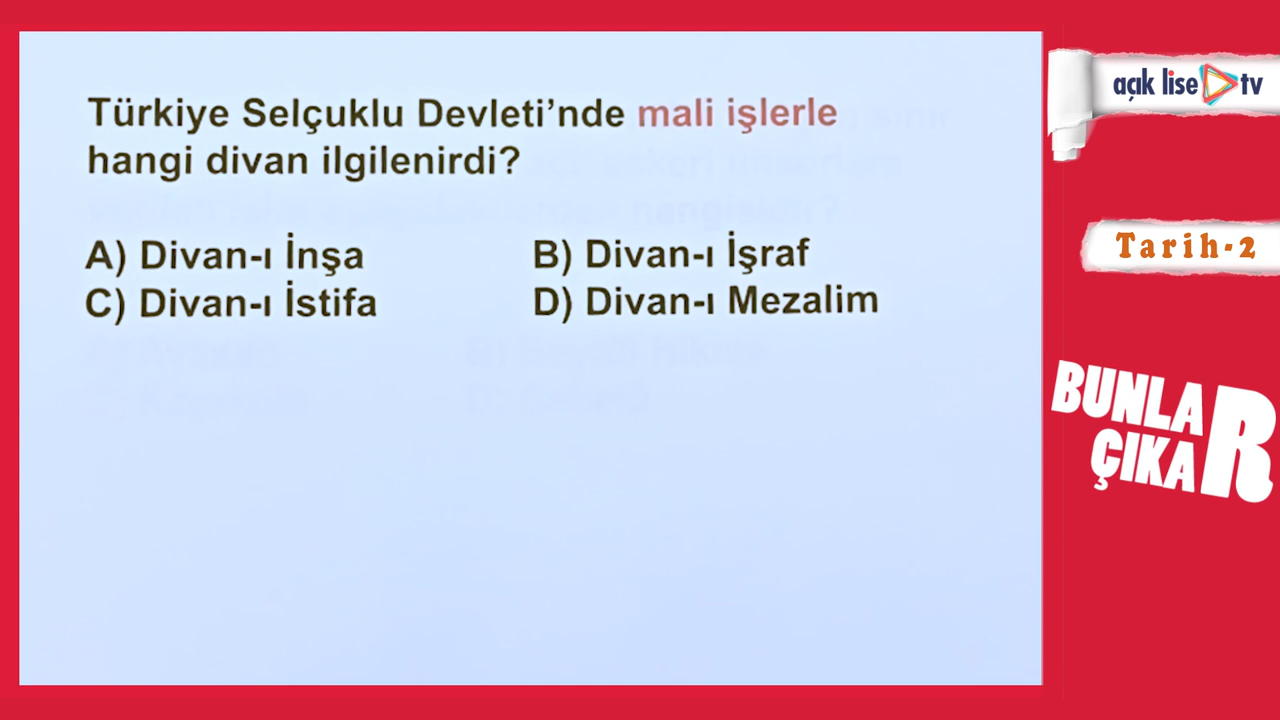 Türkiye Selçuklu Devleti’nde mali işlerle
hangi divan ilgilenirdi?
A) Divan-ı İnşa
B) Divan-ı İşraf
C) Divan-ı İstifa
D) Divan-ı Mezalim
açık lise tv
Tarih-2
BUNLAR
ÇIKAR